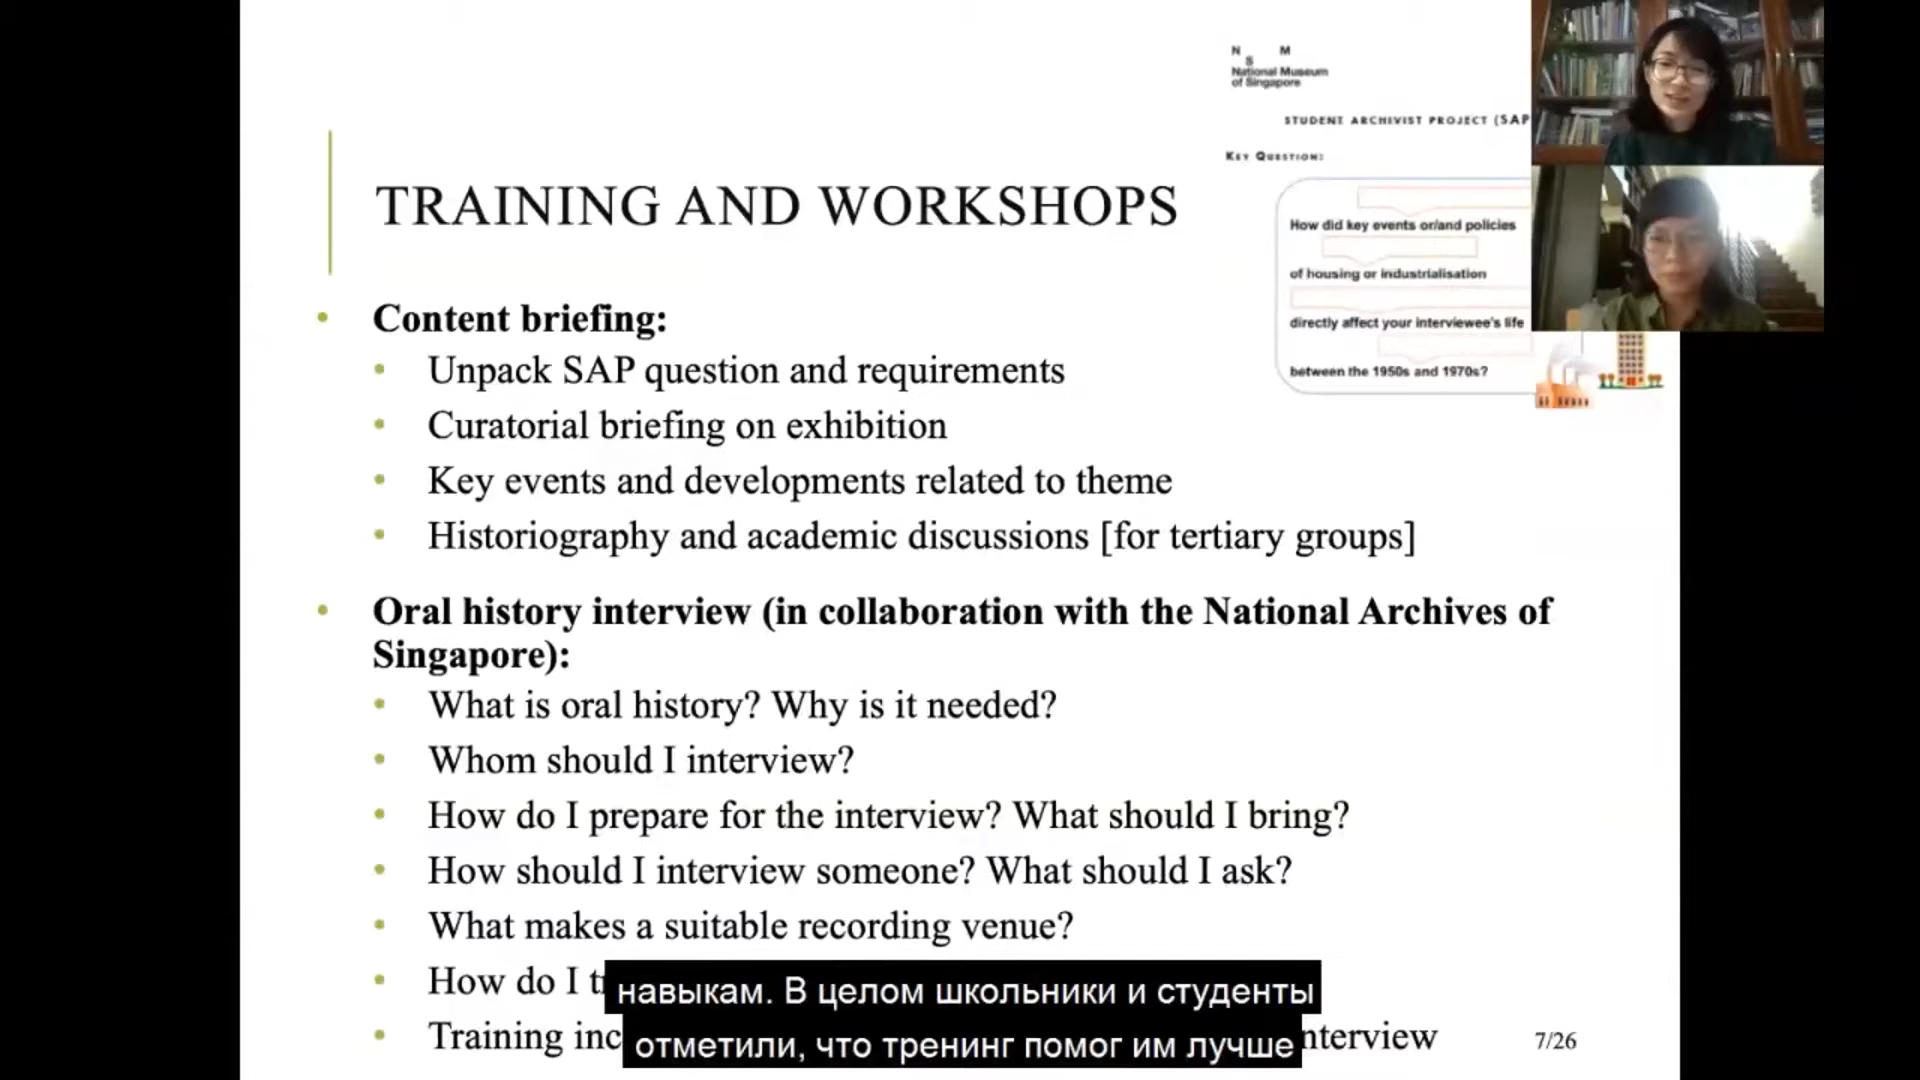 N M
S
National Museum
of Singapore
STUDENT ARCHIVIST PROJECT (SAP
KEY QUESTION:
How did key events or/and policies
of housing or industrialisation
directly affect your interviewee's life
between the 1950s and 1970s?
TRAINING AND WORKSHOPS
• Content briefing:
• Unpack SAP question and requirements
• Curatorial briefing on exhibition
• Key events and developments related to theme
• Historiography and academic discussions [for tertiary groups]
• Oral history interview (in collaboration with the National Archives of
Singapore):
• What is oral history? Why is it needed?
• Whom should I interview?
• How do I prepare for the interview? What should I bring?
• How should I interview someone? What should I ask?
• What makes a suitable recording venue?
• How do I
• Training
7/26
навыкам. В целом школьники и студенты
отметили, что тренинг помог им лучше